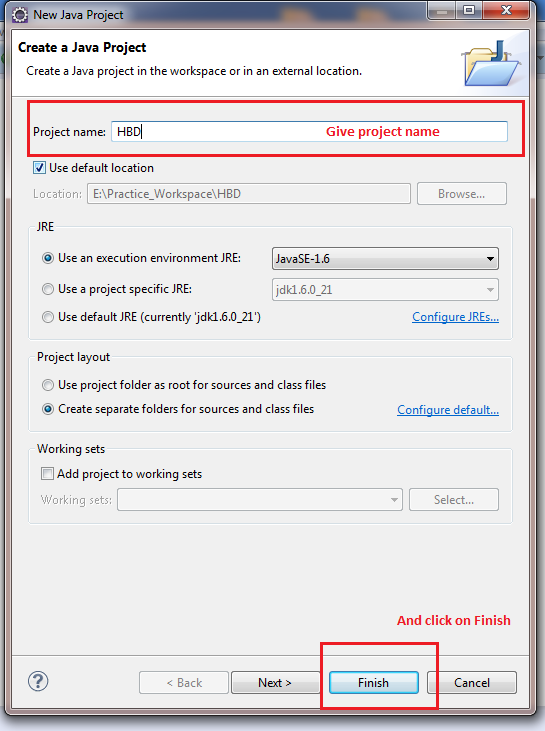 New Java Project
Create a Java Project
Create a Java project in the workspace or in an external location.
Project name: HBD Give project name
Use default location
Location: E:\Practice_Workspace\HBD Browse...
JRE
Use an execution environment JRE: JavaSE-1.6
Use a project specific JRE: jdk1.6.0_21
Use default JRE (currently 'jdk1.6.0_21') Configure JREs...
Project layout
Use project folder as root for sources and class files
Create separate folders for sources and class files Configure default...
Working sets
Add project to working sets
Working sets: Select...
And click on Finish
? < Back Next > Finish Cancel